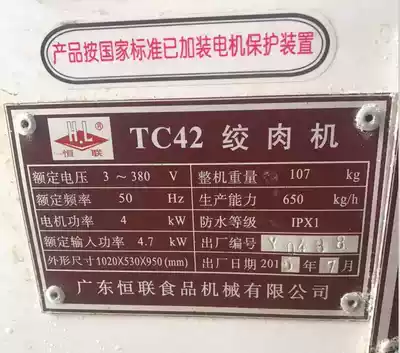 产品按国家标准已加装电机保护装置
H.L®
恒联
TC42 绞肉机
额定电压 3～380 V 整机重量 107 kg
额定频率 50 Hz 生产能力 650 kg/h
电机功率 4 kW 防水等级 IPX1
额定输入功率 4.7 kW 出厂编号
外形尺寸 1020X530X950 (mm) 出厂日期 201 年 月
广东恒联食品机械有限公司